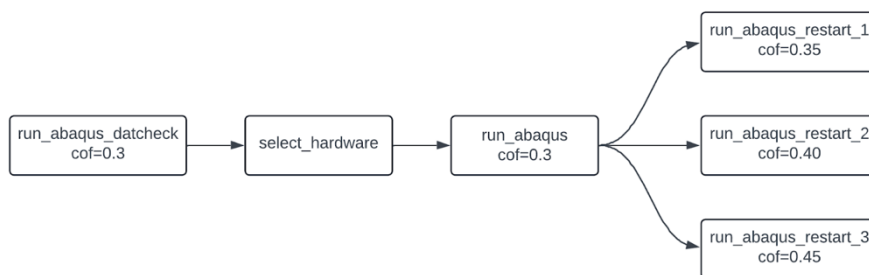 run_abaqus_datcheck
cof=0.3
select_hardware
run_abaqus
cof=0.3
run_abaqus_restart_1
cof=0.35
run_abaqus_restart_2
cof=0.40
run_abaqus_restart_3
cof=0.45